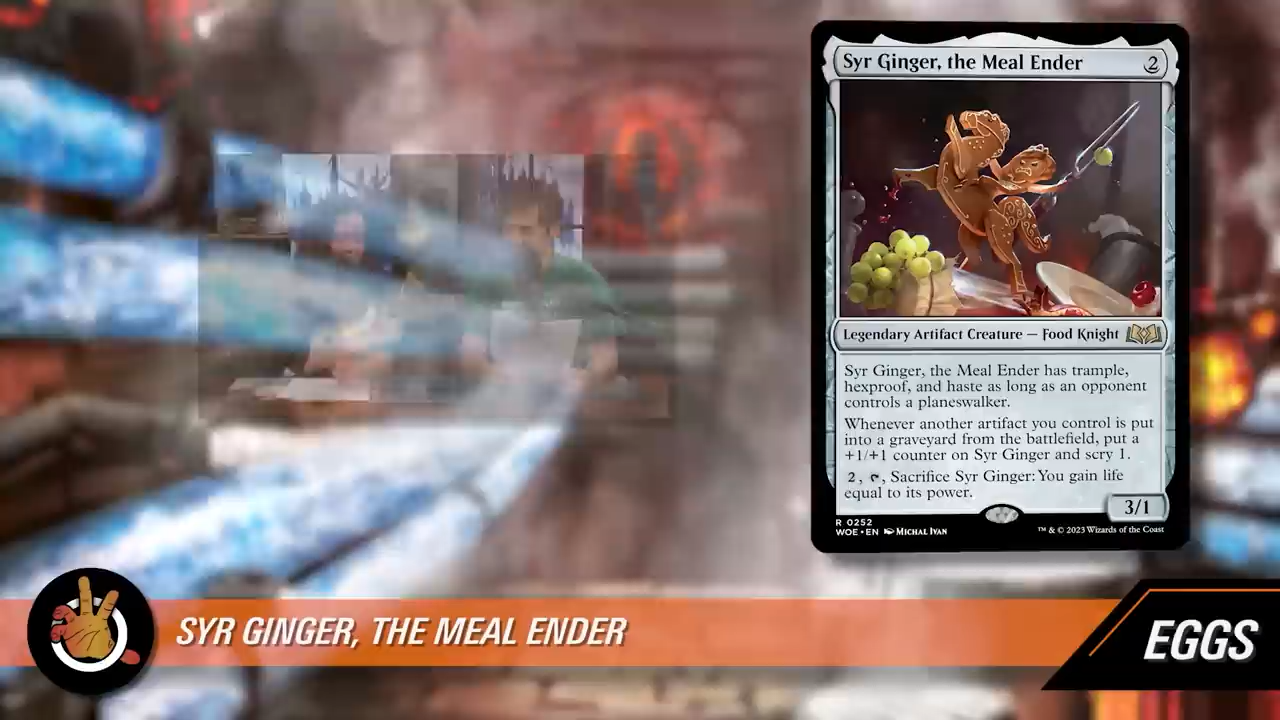 Syr Ginger, the Meal Ender 2
Legendary Artifact Creature — Food Knight
Syr Ginger, the Meal Ender has trample,
hexproof, and haste as long as an opponent
controls a planeswalker.
Whenever another artifact you control is put
into a graveyard from the battlefield, put a
+1/+1 counter on Syr Ginger and scry 1.
2, , Sacrifice Syr Ginger: You gain life
equal to its power.
3/1
R 0252
WOE • EN MICHAL IVAN
™ & © 2023 Wizards of the Coast
SYR GINGER, THE MEAL ENDER
EGGS